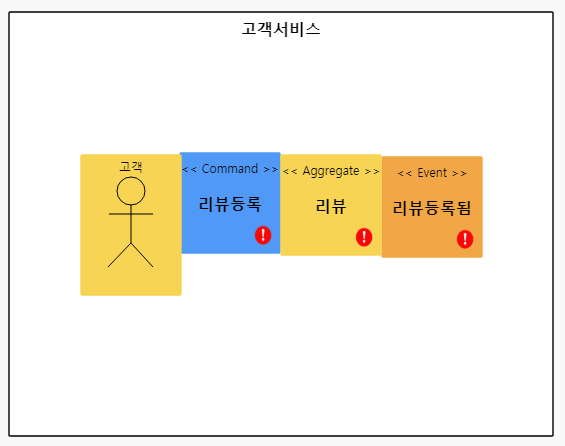 고객서비스
고객
<< Command >>
리뷰등록
<< Aggregate >>
리뷰
<< Event >>
리뷰등록됨